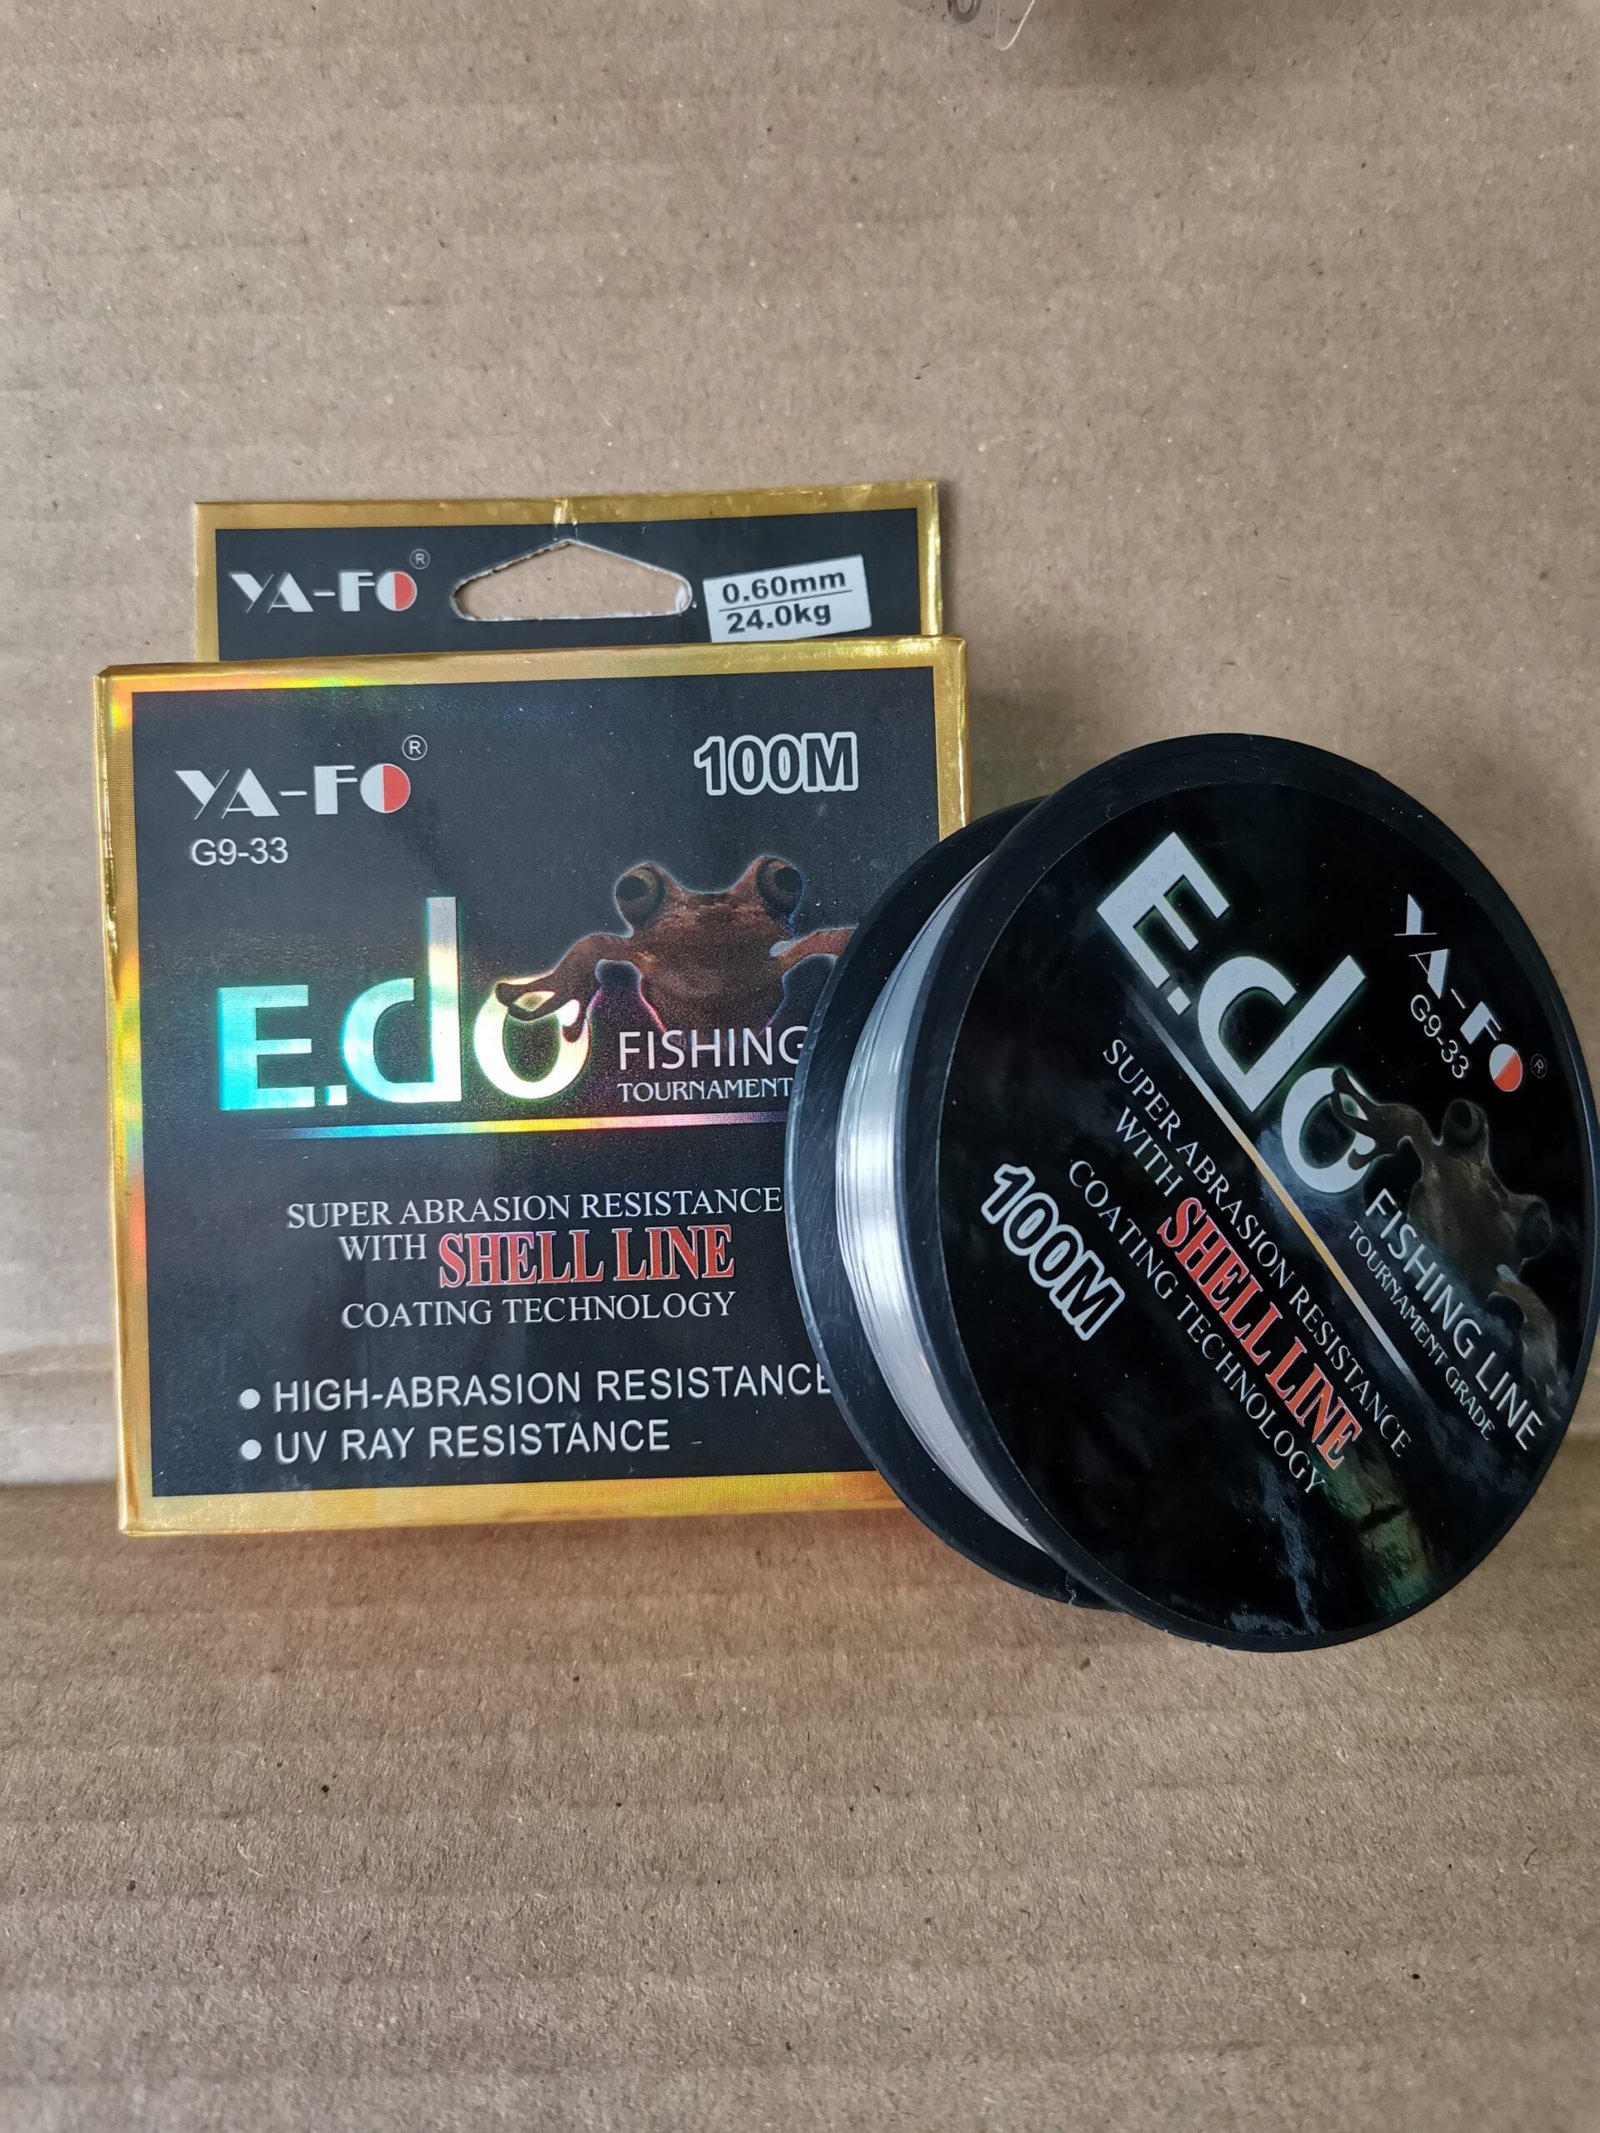 YA-FO®
0.60mm
24.0kg
YA-FO®
100M
G9-33
E.do
FISHING
TOURNAMENT
SUPER ABRASION RESISTANCE
WITH SHELL LINE
COATING TECHNOLOGY
● HIGH-ABRASION RESISTANCE
● UV RAY RESISTANCE
YA-FO®
G9-33
E.do
FISHING LINE
TOURNAMENT GRADE
SUPER ABRASION RESISTANCE
WITH SHELL LINE
COATING TECHNOLOGY
100M